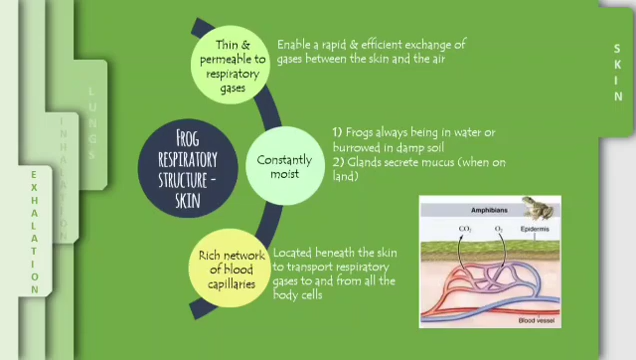 Thin &
permeable to
respiratory
gases
Enable a rapid & efficient exchange of
gases between the skin and the air
FROG
RESPIRATORY
STRUCTURE -
SKIN
Constantly
moist
1) Frogs always being in water or
burrowed in damp soil
2) Glands secrete mucus (when on
land)
Rich network
of blood
capillaries
Located beneath the skin
to transport respiratory
gases to and from all the
body cells
Amphibians
CO2 O2 Epidermis
Blood vessel
EXHALATION
INHALATION
LUNGS
SKIN